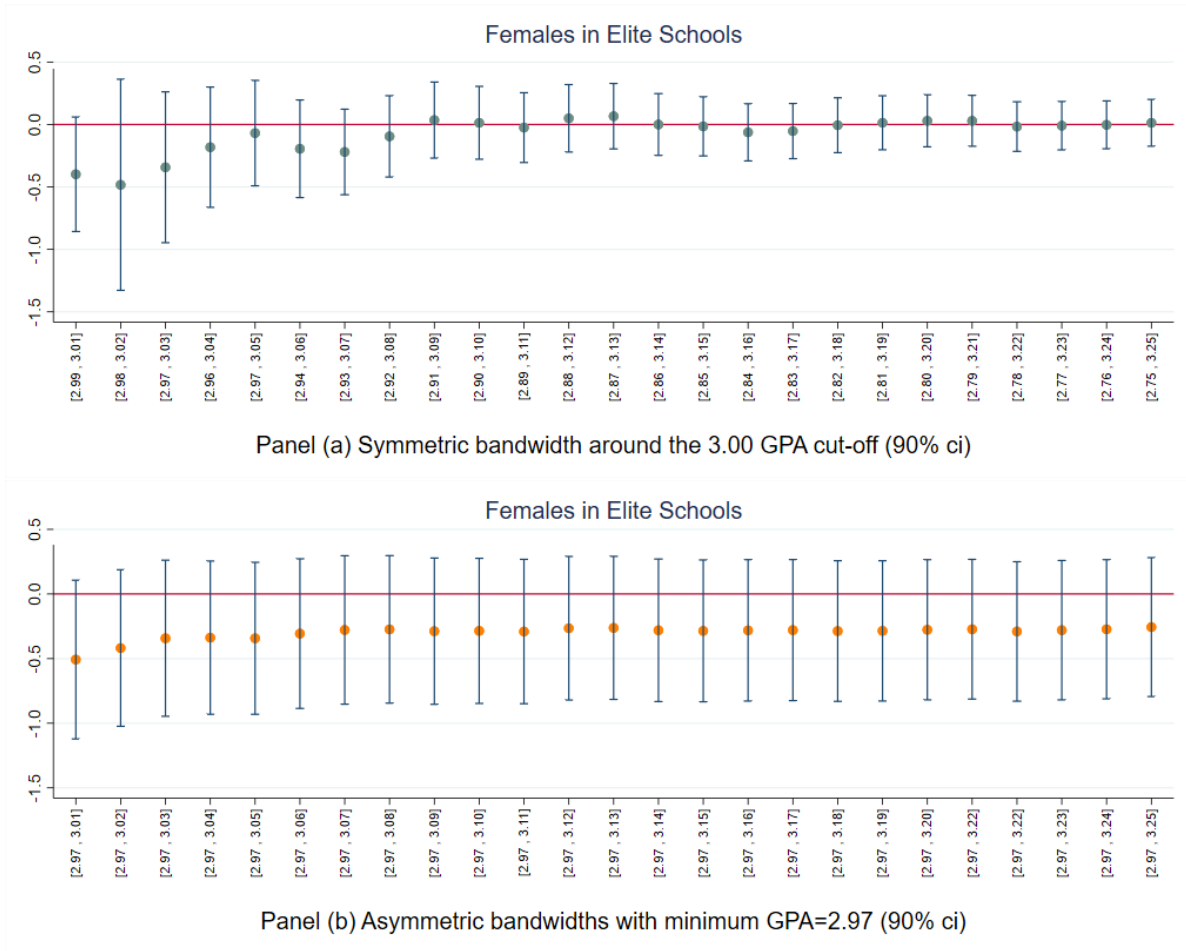 Females in Elite Schools
0.5
0.0
-0.5
-1.0
-1.5
[2.99 , 3.01]
[2.98 , 3.02]
[2.97 , 3.03]
[2.96 , 3.04]
[2.97 , 3.05]
[2.94 , 3.06]
[2.93 , 3.07]
[2.92 , 3.08]
[2.91 , 3.09]
[2.90 , 3.10]
[2.89 , 3.11]
[2.88 , 3.12]
[2.87 , 3.13]
[2.86 , 3.14]
[2.85 , 3.15]
[2.84 , 3.16]
[2.83 , 3.17]
[2.82 , 3.18]
[2.81 , 3.19]
[2.80 , 3.20]
[2.79 , 3.21]
[2.78 , 3.22]
[2.77 , 3.23]
[2.76 , 3.24]
[2.75 , 3.25]
Panel (a) Symmetric bandwidth around the 3.00 GPA cut-off (90% ci)
Females in Elite Schools
0.5
0.0
-0.5
-1.0
-1.5
[2.97 , 3.01]
[2.97 , 3.02]
[2.97 , 3.03]
[2.97 , 3.04]
[2.97 , 3.05]
[2.97 , 3.06]
[2.97 , 3.07]
[2.97 , 3.08]
[2.97 , 3.09]
[2.97 , 3.10]
[2.97 , 3.11]
[2.97 , 3.12]
[2.97 , 3.13]
[2.97 , 3.14]
[2.97 , 3.15]
[2.97 , 3.16]
[2.97 , 3.17]
[2.97 , 3.18]
[2.97 , 3.19]
[2.97 , 3.20]
[2.97 , 3.22]
[2.97 , 3.22]
[2.97 , 3.23]
[2.97 , 3.24]
[2.97 , 3.25]
Panel (b) Asymmetric bandwidths with minimum GPA=2.97 (90% ci)